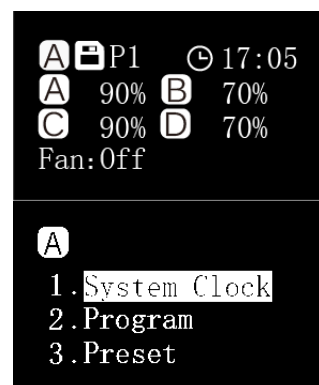 A P1 17:05
A 90% B 70%
C 90% D 70%
Fan:Off
A
1.System Clock
2.Program
3.Preset